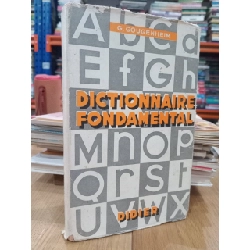 G. GOUGENHEIM
A b C d
E f G h
DICTIONNAIRE
FONDAMENTAL
M n O p
Q r S t
U V W X
DIDIER